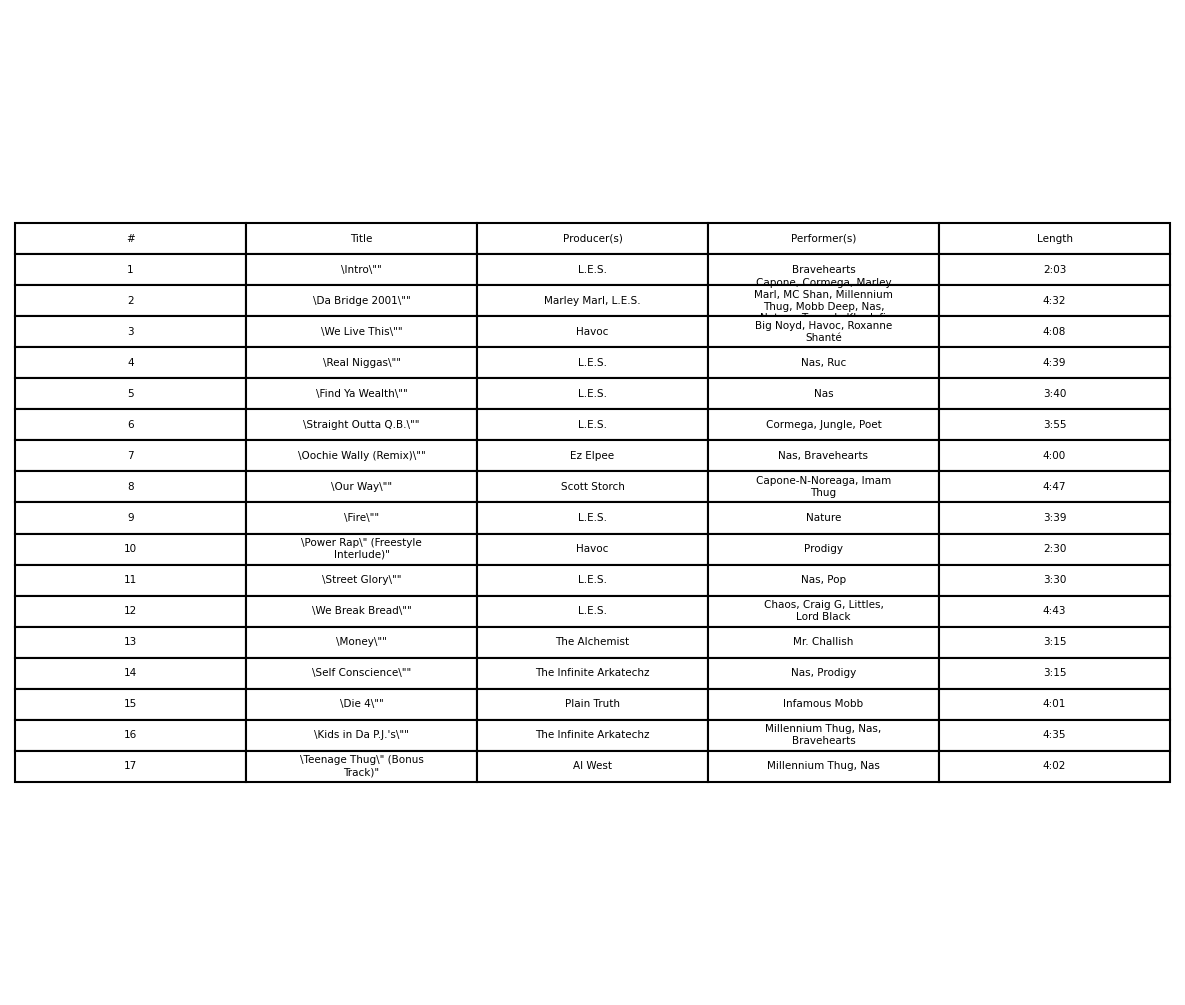 # Title Producer(s) Performer(s) Length
1 \Intro\"" L.E.S. Bravehearts 2:03
2 \Da Bridge 2001\"" Marley Marl, L.E.S. Capone, Cormega, Marley
Marl, MC Shan, Millennium
Thug, Mobb Deep, Nas, 4:32
3 \We Live This\"" Havoc Big Noyd, Havoc, Roxanne
Shanté 4:08
4 \Real Niggas\"" L.E.S. Nas, Ruc 4:39
5 \Find Ya Wealth\"" L.E.S. Nas 3:40
6 \Straight Outta Q.B.\"" L.E.S. Cormega, Jungle, Poet 3:55
7 \Oochie Wally (Remix)\"" Ez Elpee Nas, Bravehearts 4:00
8 \Our Way\"" Scott Storch Capone-N-Noreaga, Imam
Thug 4:47
9 \Fire\"" L.E.S. Nature 3:39
10 \Power Rap\" (Freestyle
Interlude)" Havoc Prodigy 2:30
11 \Street Glory\"" L.E.S. Nas, Pop 3:30
12 \We Break Bread\"" L.E.S. Chaos, Craig G, Littles,
Lord Black 4:43
13 \Money\"" The Alchemist Mr. Challish 3:15
14 \Self Conscience\"" The Infinite Arkatechz Nas, Prodigy 3:15
15 \Die 4\"" Plain Truth Infamous Mobb 4:01
16 \Kids in Da P.J.'s\"" The Infinite Arkatechz Millennium Thug, Nas,
Bravehearts 4:35
17 \Teenage Thug\" (Bonus
Track)" Al West Millennium Thug, Nas 4:02